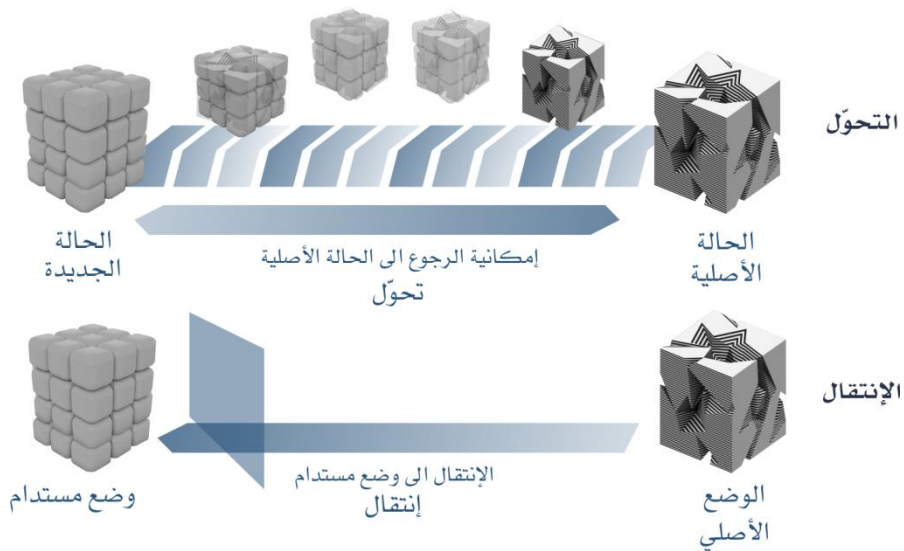 التحوّل
الحالة
الأصلية
إمكانية الرجوع الى الحالة الأصلية
تحوّل
الحالة
الجديدة
الإنتقال
الوضع
الأصلي
الإنتقال الى وضع مستدام
إنتقال
وضع مستدام